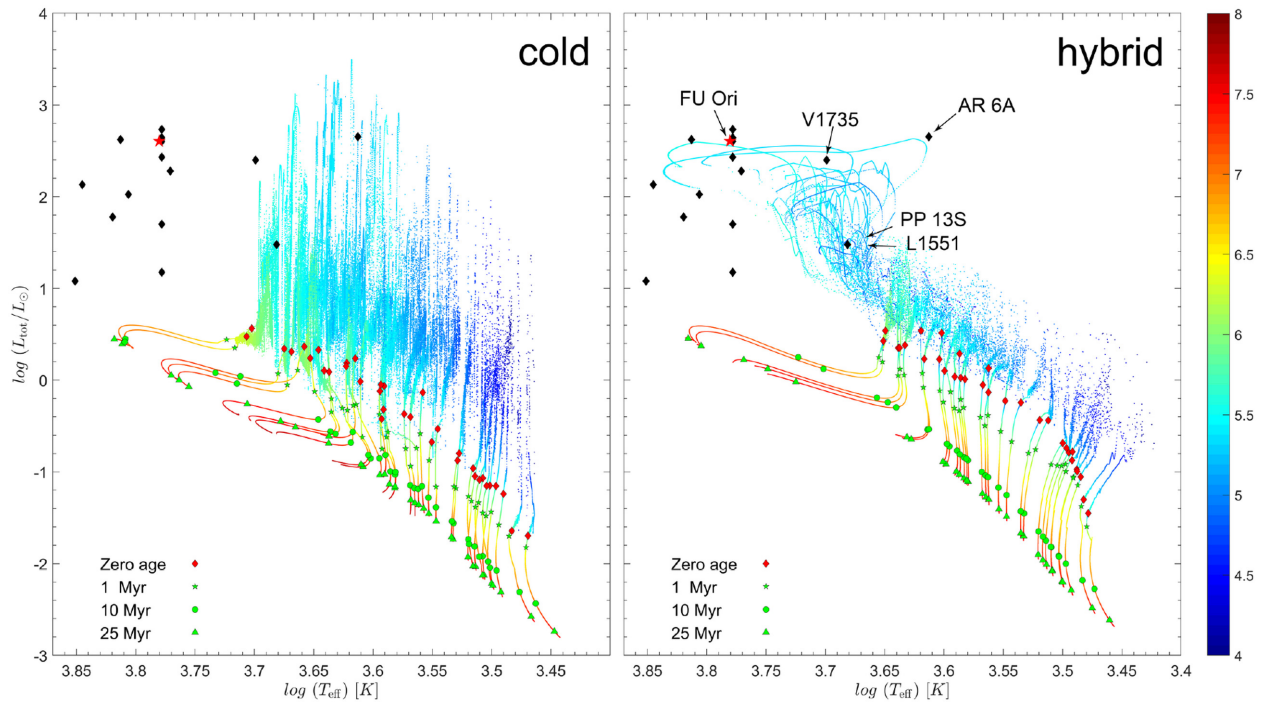 cold
hybrid
FU Ori
V1735
AR 6A
PP 13S
L1551
Zero age
1 Myr
10 Myr
25 Myr
Zero age
1 Myr
10 Myr
25 Myr
4
3
2
1
0
-1
-2
-3
log (L_tot/L_⊙)
3.85 3.8 3.75 3.7 3.65 3.6 3.55 3.5 3.45
3.85 3.8 3.75 3.7 3.65 3.6 3.55 3.5 3.45 3.4
log (T_eff) [K]
log (T_eff) [K]
8
7.5
7
6.5
6
5.5
5
4.5
4